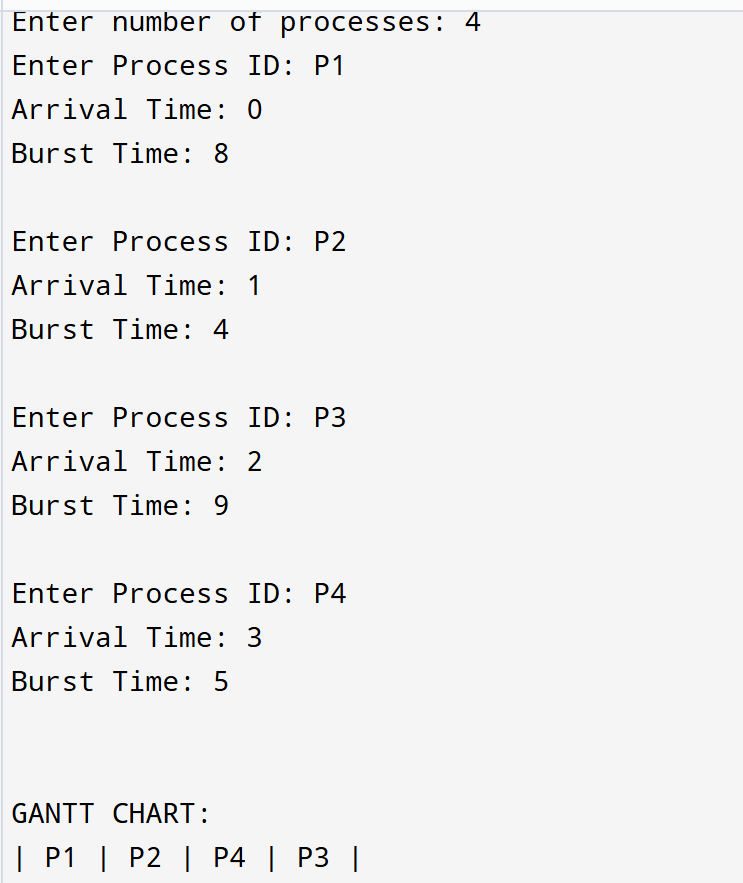 Enter number of processes: 4
Enter Process ID: P1
Arrival Time: 0
Burst Time: 8
Enter Process ID: P2
Arrival Time: 1
Burst Time: 4
Enter Process ID: P3
Arrival Time: 2
Burst Time: 9
Enter Process ID: P4
Arrival Time: 3
Burst Time: 5
GANTT CHART:
| P1 | P2 | P4 | P3 |